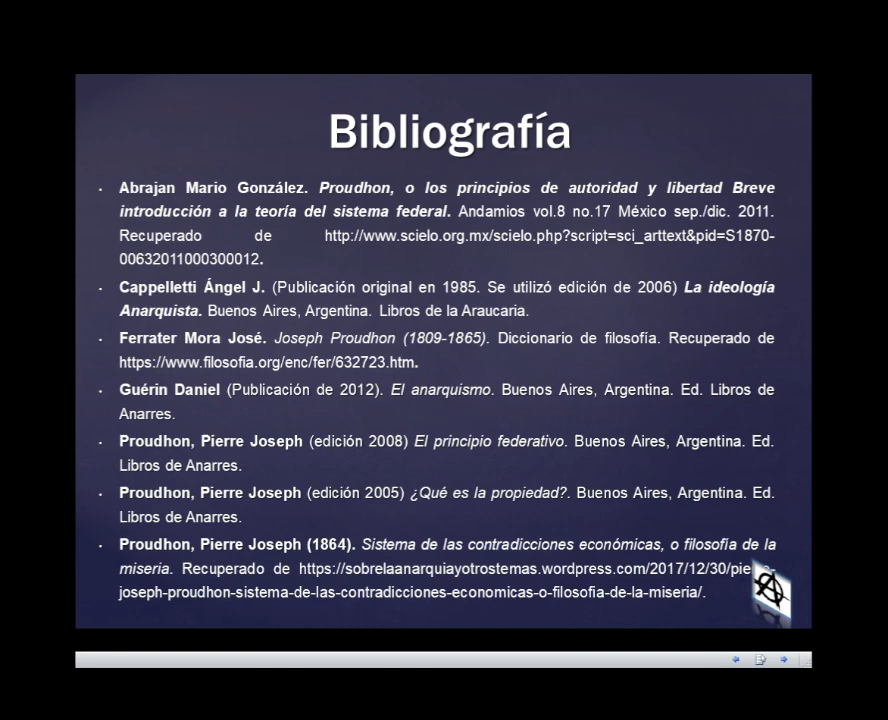 Bibliografía
• Abrajan Mario González. Proudhon, o los principios de autoridad y libertad Breve
introducción a la teoría del sistema federal. Andamios vol.8 no.17 México sep./dic. 2011.
Recuperado de http://www.scielo.org.mx/scielo.php?script=sci_arttext&pid=S1870-
00632011000300012.
• Cappelletti Ángel J. (Publicación original en 1985. Se utilizó edición de 2006) La ideología
Anarquista. Buenos Aires, Argentina. Libros de la Araucaria.
• Ferrater Mora José. Joseph Proudhon (1809-1865). Diccionario de filosofía. Recuperado de
https://www.filosofia.org/enc/fer/632723.htm.
• Guérin Daniel (Publicación de 2012). El anarquismo. Buenos Aires, Argentina. Ed. Libros de
Anarres.
• Proudhon, Pierre Joseph (edición 2008) El principio federativo. Buenos Aires, Argentina. Ed.
Libros de Anarres.
• Proudhon, Pierre Joseph (edición 2005) ¿Qué es la propiedad?. Buenos Aires, Argentina. Ed.
Libros de Anarres.
• Proudhon, Pierre Joseph (1864). Sistema de las contradicciones económicas, o filosofía de la
miseria. Recuperado de https://sobrelaanarquiayotrostemas.wordpress.com/2017/12/30/pie
joseph-proudhon-sistema-de-las-contradicciones-economicas-o-filosofia-de-la-miseria/.